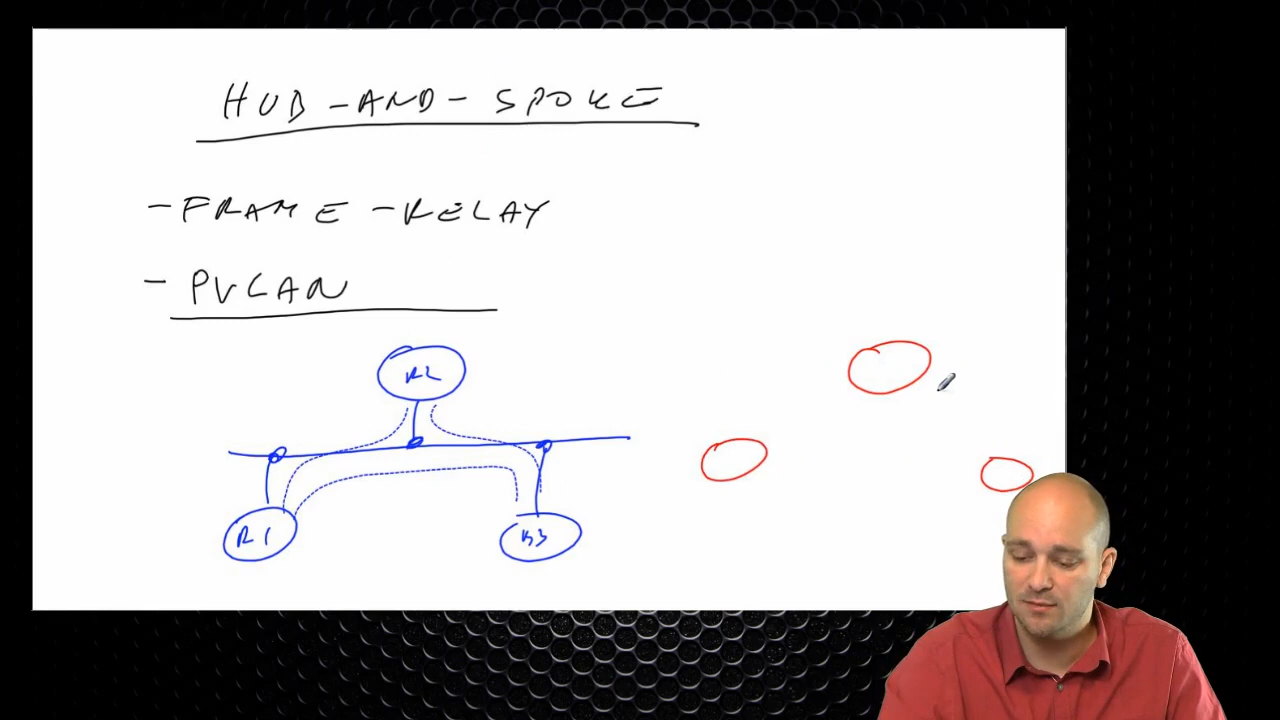 HUB-AND-SPOKE
-FRAME-RELAY
-PVLAN
R2
R1
R3